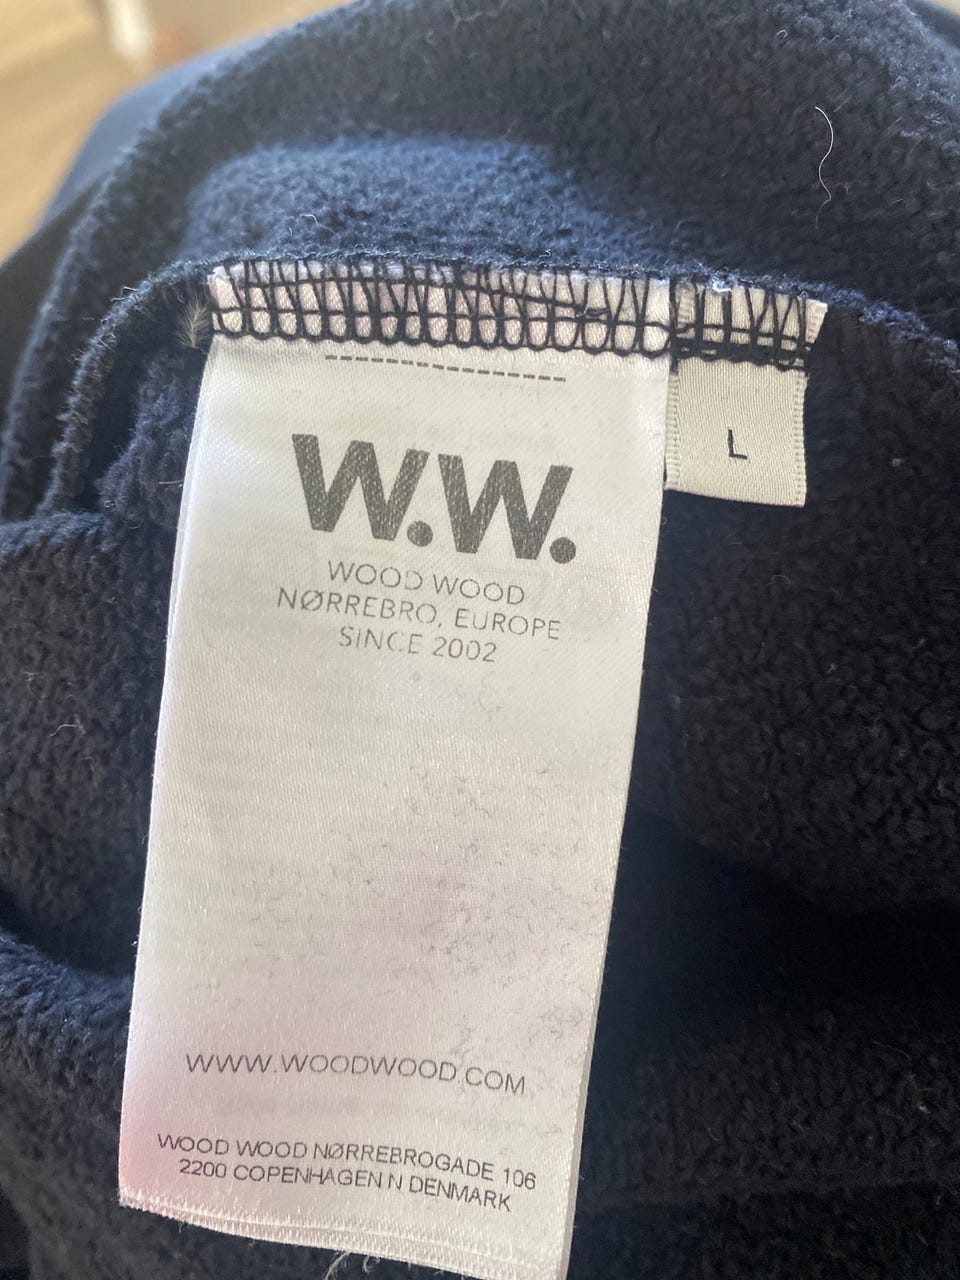 W.W.
WOOD WOOD
NØRREBRO, EUROPE
SINCE 2002
L
WWW.WOODWOOD.COM
WOOD WOOD NØRREBROGADE 106
2200 COPENHAGEN N DENMARK